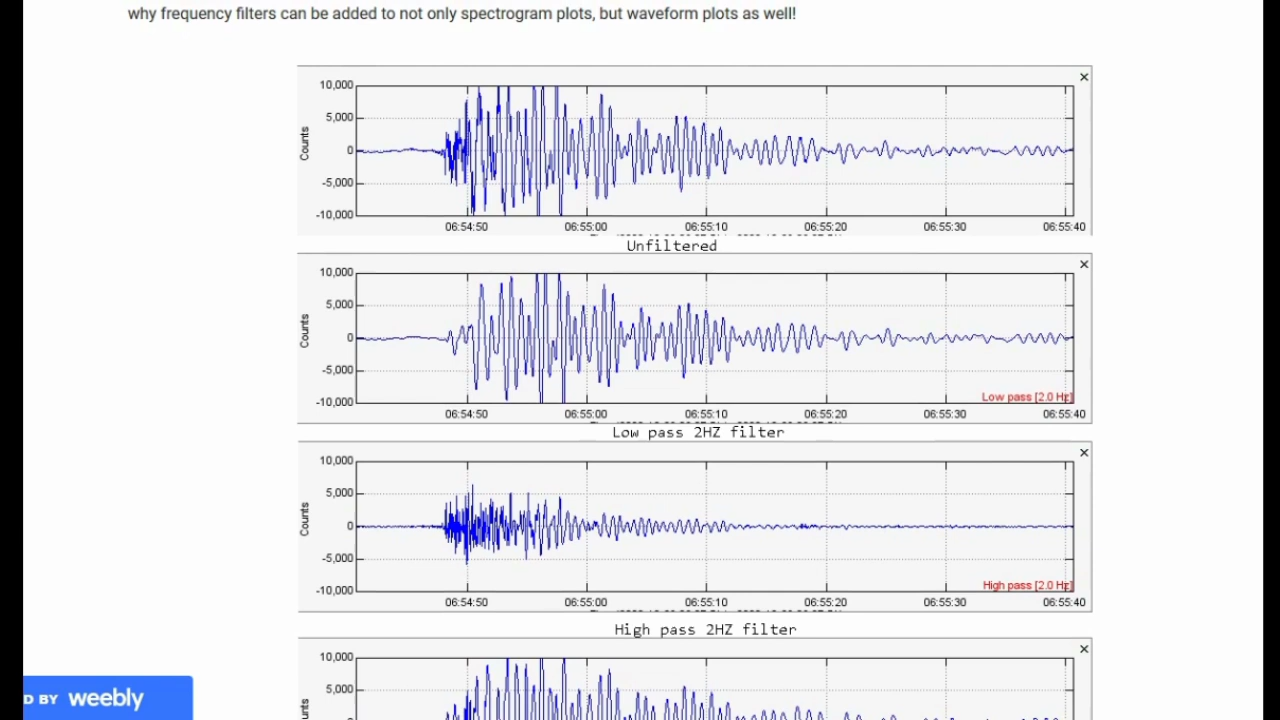 why frequency filters can be added to not only spectrogram plots, but waveform plots as well!
10,000
5,000
0
-5,000
-10,000
Counts
06:54:50 06:55:00 06:55:10 06:55:20 06:55:30 06:55:40
Unfiltered
10,000
5,000
0
-5,000
-10,000
Counts
Low pass [2.0 Hz]
06:54:50 06:55:00 06:55:10 06:55:20 06:55:30 06:55:40
Low pass 2HZ filter
10,000
5,000
0
-5,000
-10,000
Counts
High pass [2.0 Hz]
06:54:50 06:55:00 06:55:10 06:55:20 06:55:30 06:55:40
High pass 2HZ filter
10,000
5,000
D BY weebly